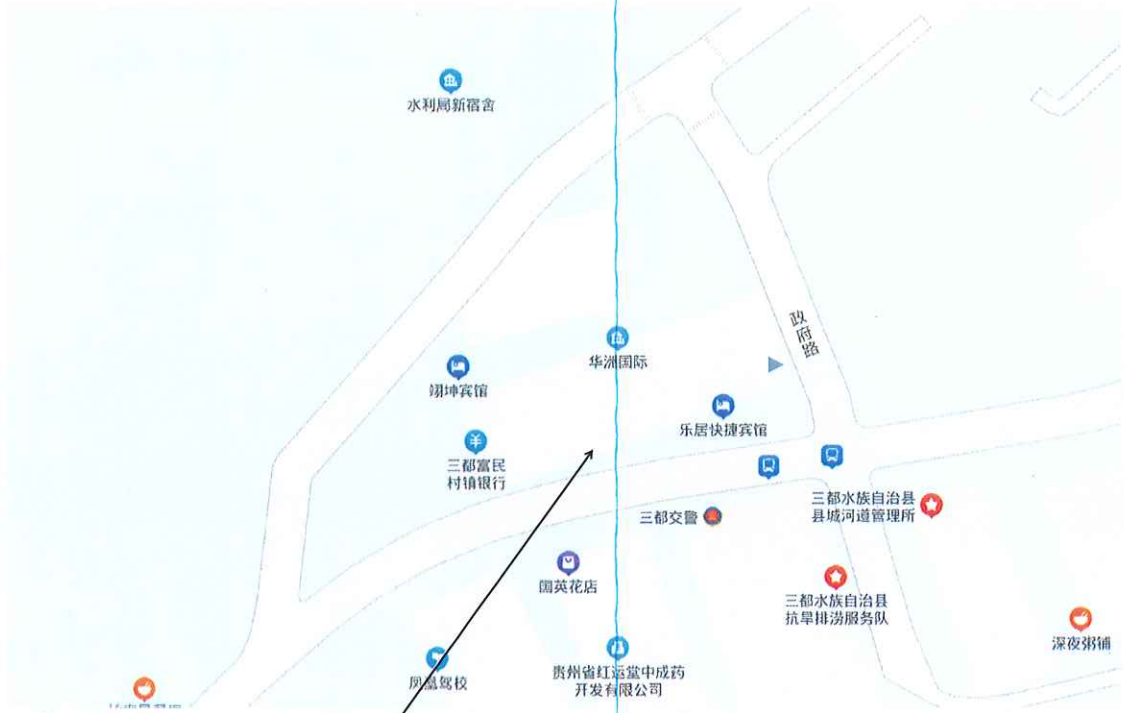 水利局新宿舍
政府路
华洲国际
翊坤宾馆
乐居快捷宾馆
三都富民
村镇银行
三都水族自治县
县城河道管理所
三都交警
阔英花店
三都水族自治县
抗旱排涝服务队
深夜粥铺
贵州省红运堂中成药
开发有限公司
凤凰驾校